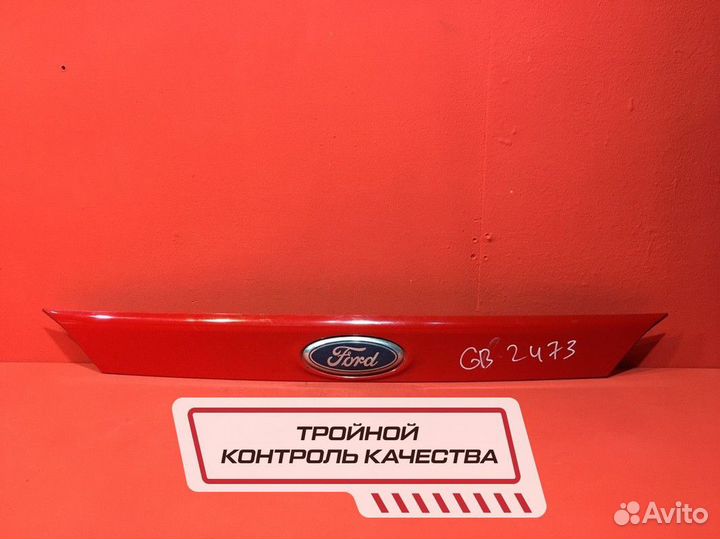 Ford
GB 2473
ТРОЙНОЙ
КОНТРОЛЬ КАЧЕСТВА
Avito